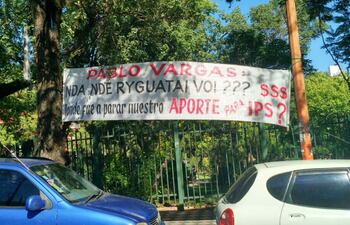 PABLO VARGAS"
NDA NDE RYGUATAI VOI ??? $$$
Donde fue a parar nuestro APORTE para IPS?